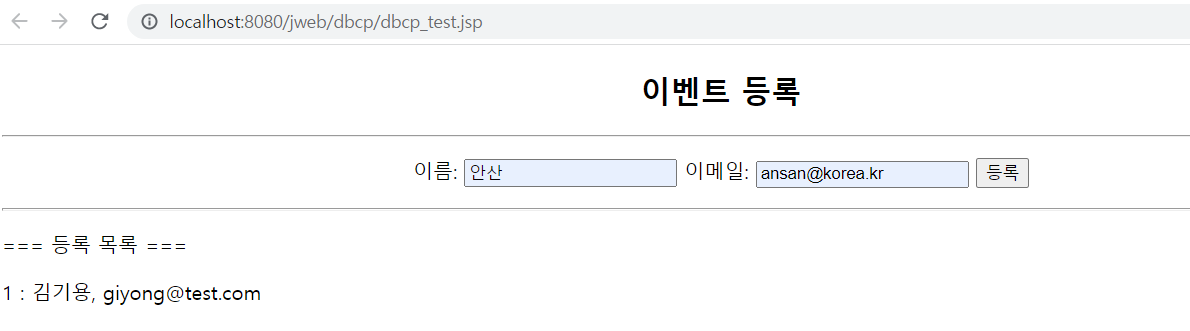 localhost:8080/jweb/dbcp/dbcp_test.jsp
이벤트 등록
이름: 안산 이메일: ansan@korea.kr 등록
=== 등록 목록 ===
1 : 김기용, giyong@test.com